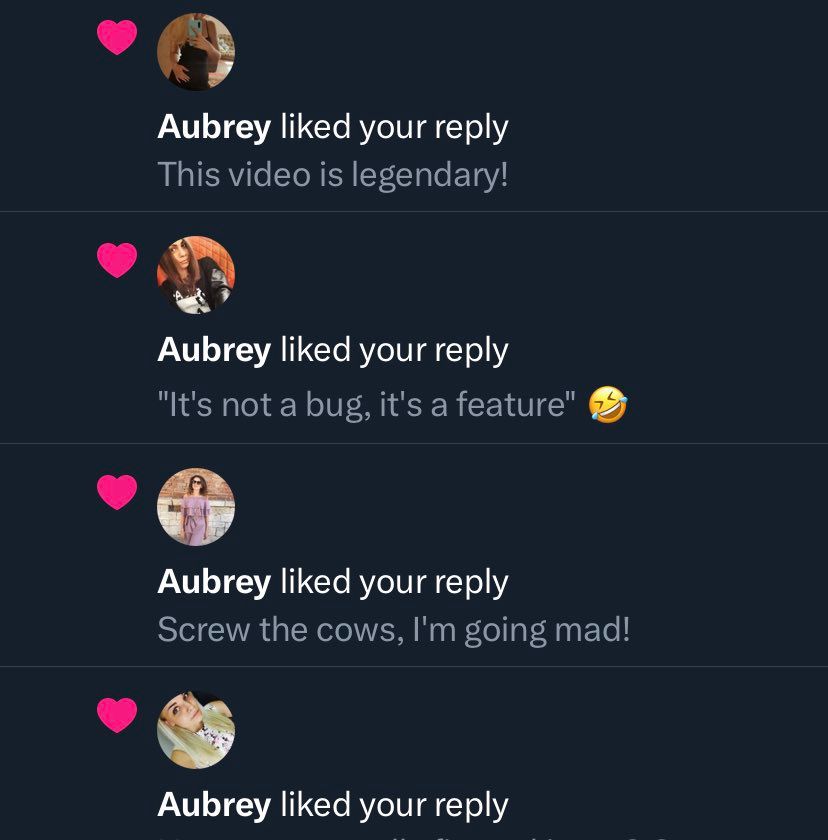 Aubrey liked your reply
This video is legendary!
Aubrey liked your reply
"It's not a bug, it's a feature" 🤣
Aubrey liked your reply
Screw the cows, I'm going mad!
Aubrey liked your reply